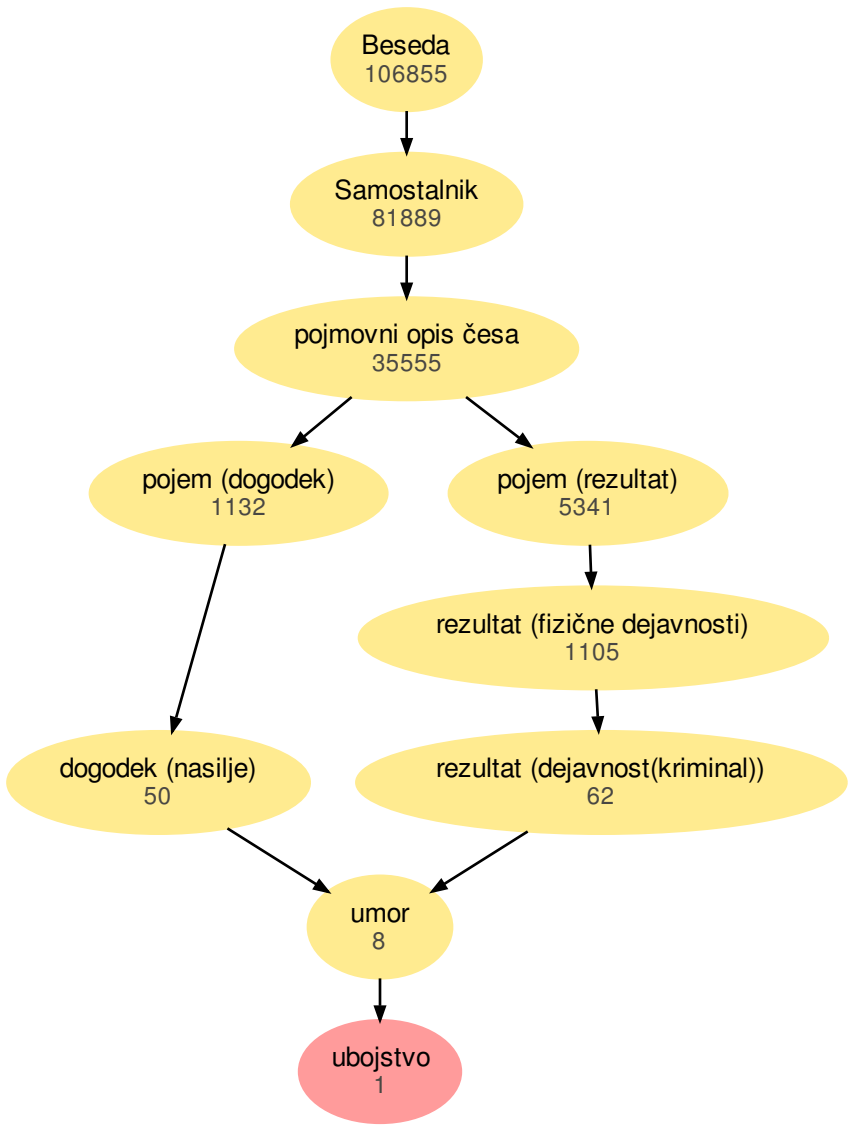 Beseda
106855
Samostalnik
81889
pojmovni opis česa
35555
pojem (dogodek)
1132
pojem (rezultat)
5341
rezultat (fizične dejavnosti)
1105
dogodek (nasilje)
50
rezultat (dejavnost(kriminal))
62
umor
8
ubojstvo
1